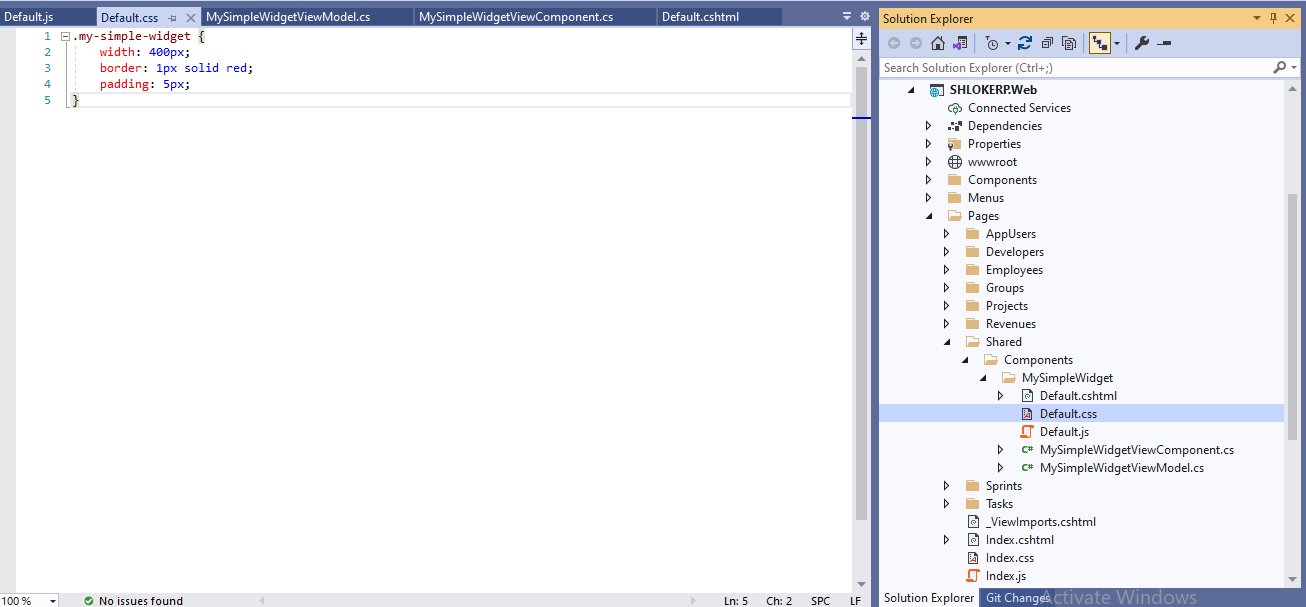 Default.js Default.css MySimpleWidgetViewModel.cs MySimpleWidgetViewComponent.cs Default.cshtml
1 .my-simple-widget {
2 width: 400px;
3 border: 1px solid red;
4 padding: 5px;
5 }
100 % No issues found Ln: 5 Ch: 2 SPC LF
Solution Explorer
Search Solution Explorer (Ctrl+;)
SHLOKERP.Web
Connected Services
Dependencies
Properties
wwwroot
Components
Menus
Pages
AppUsers
Developers
Employees
Groups
Projects
Revenues
Shared
Components
MySimpleWidget
Default.cshtml
Default.css
Default.js
MySimpleWidgetViewComponent.cs
MySimpleWidgetViewModel.cs
Sprints
Tasks
_ViewImports.cshtml
Index.cshtml
Index.css
Index.js
Solution Explorer Git Changes
Activate Windows